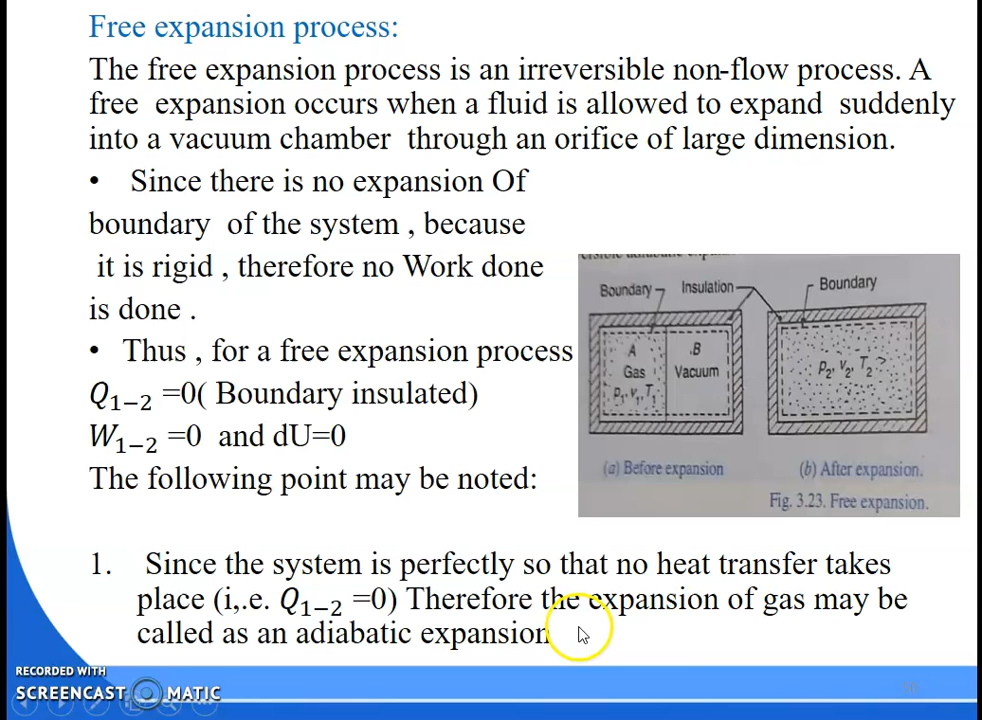 Free expansion process:
The free expansion process is an irreversible non-flow process. A
free expansion occurs when a fluid is allowed to expand suddenly
into a vacuum chamber through an orifice of large dimension.
• Since there is no expansion Of
boundary of the system , because
it is rigid , therefore no Work done
is done .
• Thus , for a free expansion process
Q₁₋₂ =0( Boundary insulated)
W₁₋₂ =0 and dU=0
The following point may be noted:
Boundary Insulation Boundary
A B
Gas Vacuum
p₁, v₁, T₁
p₂, v₂, T₂
(a) Before expansion (b) After expansion.
Fig. 3.23. Free expansion.
1. Since the system is perfectly so that no heat transfer takes
place (i,.e. Q₁₋₂ =0) Therefore the expansion of gas may be
called as an adiabatic expansion
RECORDED WITH
SCREENCAST MATIC